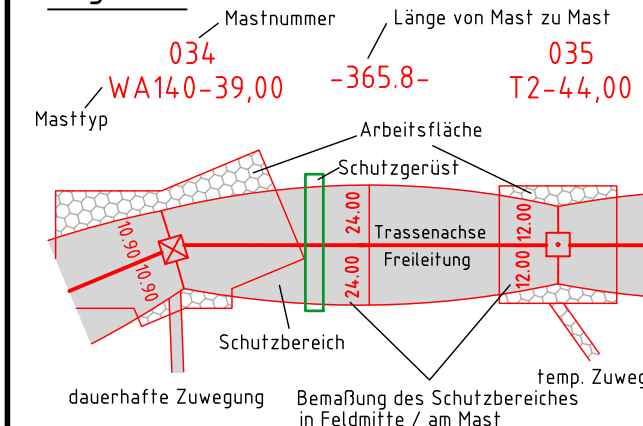 Mastnummer
Länge von Mast zu Mast
034
035
-365.8-
WA140-39,00
T2-44,00
Masttyp
Arbeitsfläche
Schutzgerüst
10.90
24.00
12.00
Trassenachse
Freileitung
10.90
24.00
12.00
Schutzbereich
temp.
dauerhafte Zuwegung
Bemaßung des Schutzbereiches
in Feldmitte / am Mast